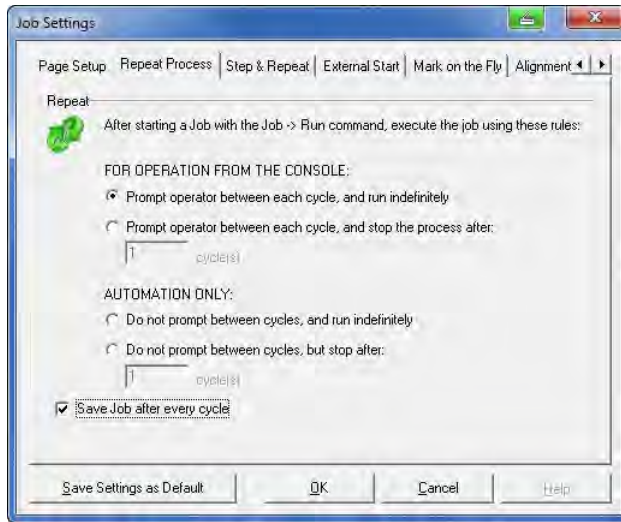 Job Settings
Page Setup Repeat Process Step & Repeat External Start Mark on the Fly Alignment
Repeat
After starting a Job with the Job -> Run command, execute the job using these rules:
FOR OPERATION FROM THE CONSOLE:
Prompt operator between each cycle, and run indefinitely
Prompt operator between each cycle, and stop the process after:
1 cycle(s)
AUTOMATION ONLY:
Do not prompt between cycles, and run indefinitely
Do not prompt between cycles, but stop after:
1 cycle(s)
Save Job after every cycle
Save Settings as Default OK Cancel Help